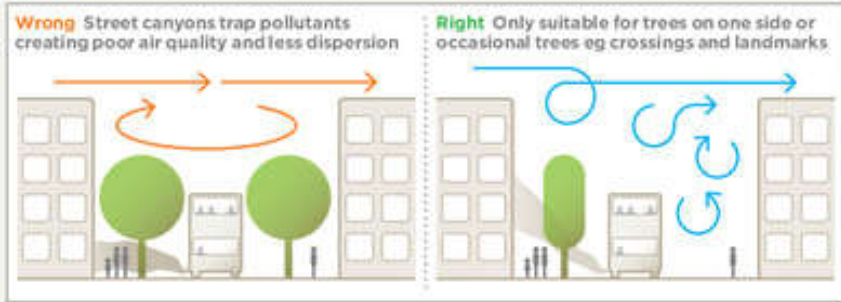 Wrong Street canyons trap pollutants
creating poor air quality and less dispersion
Right Only suitable for trees on one side or
occasional trees eg crossings and landmarks